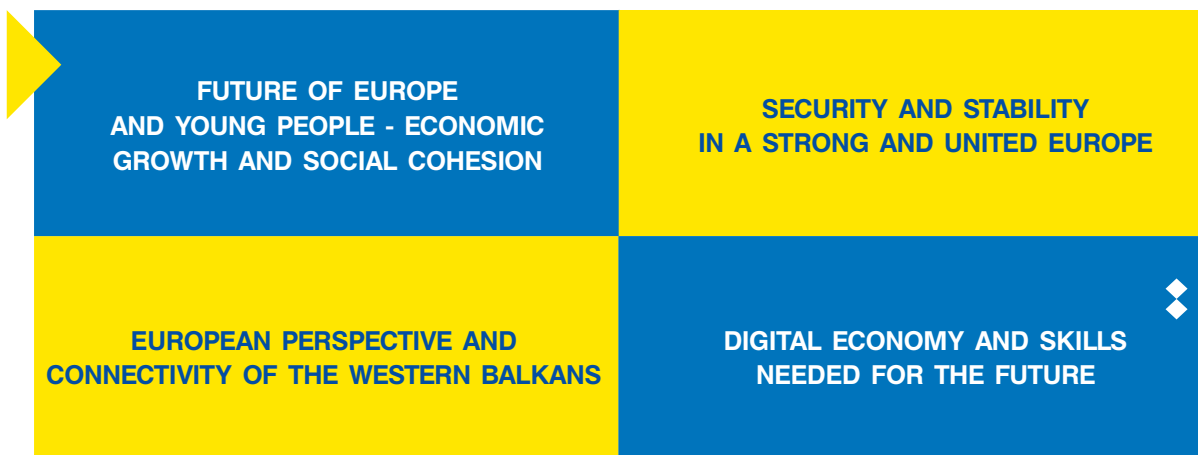 FUTURE OF EUROPE
AND YOUNG PEOPLE - ECONOMIC
GROWTH AND SOCIAL COHESION
SECURITY AND STABILITY
IN A STRONG AND UNITED EUROPE
EUROPEAN PERSPECTIVE AND
CONNECTIVITY OF THE WESTERN BALKANS
DIGITAL ECONOMY AND SKILLS
NEEDED FOR THE FUTURE